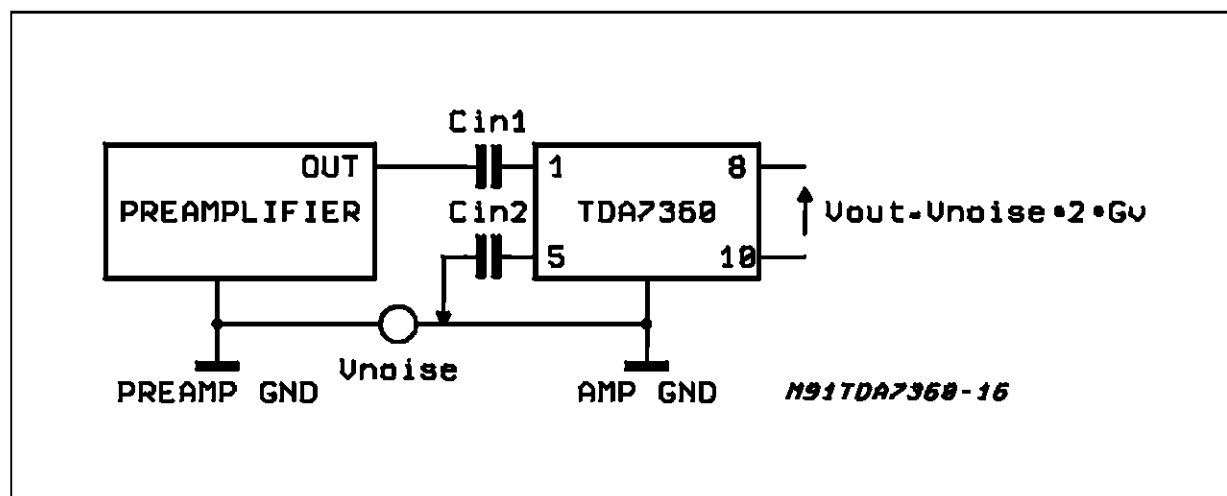 Cin1
OUT
1
8
PREAMPLIFIER
Cin2
TDA7360
Vout=Vnoise•2•Gv
5
10
Vnoise
PREAMP GND
AMP GND
M91TDA7360-16